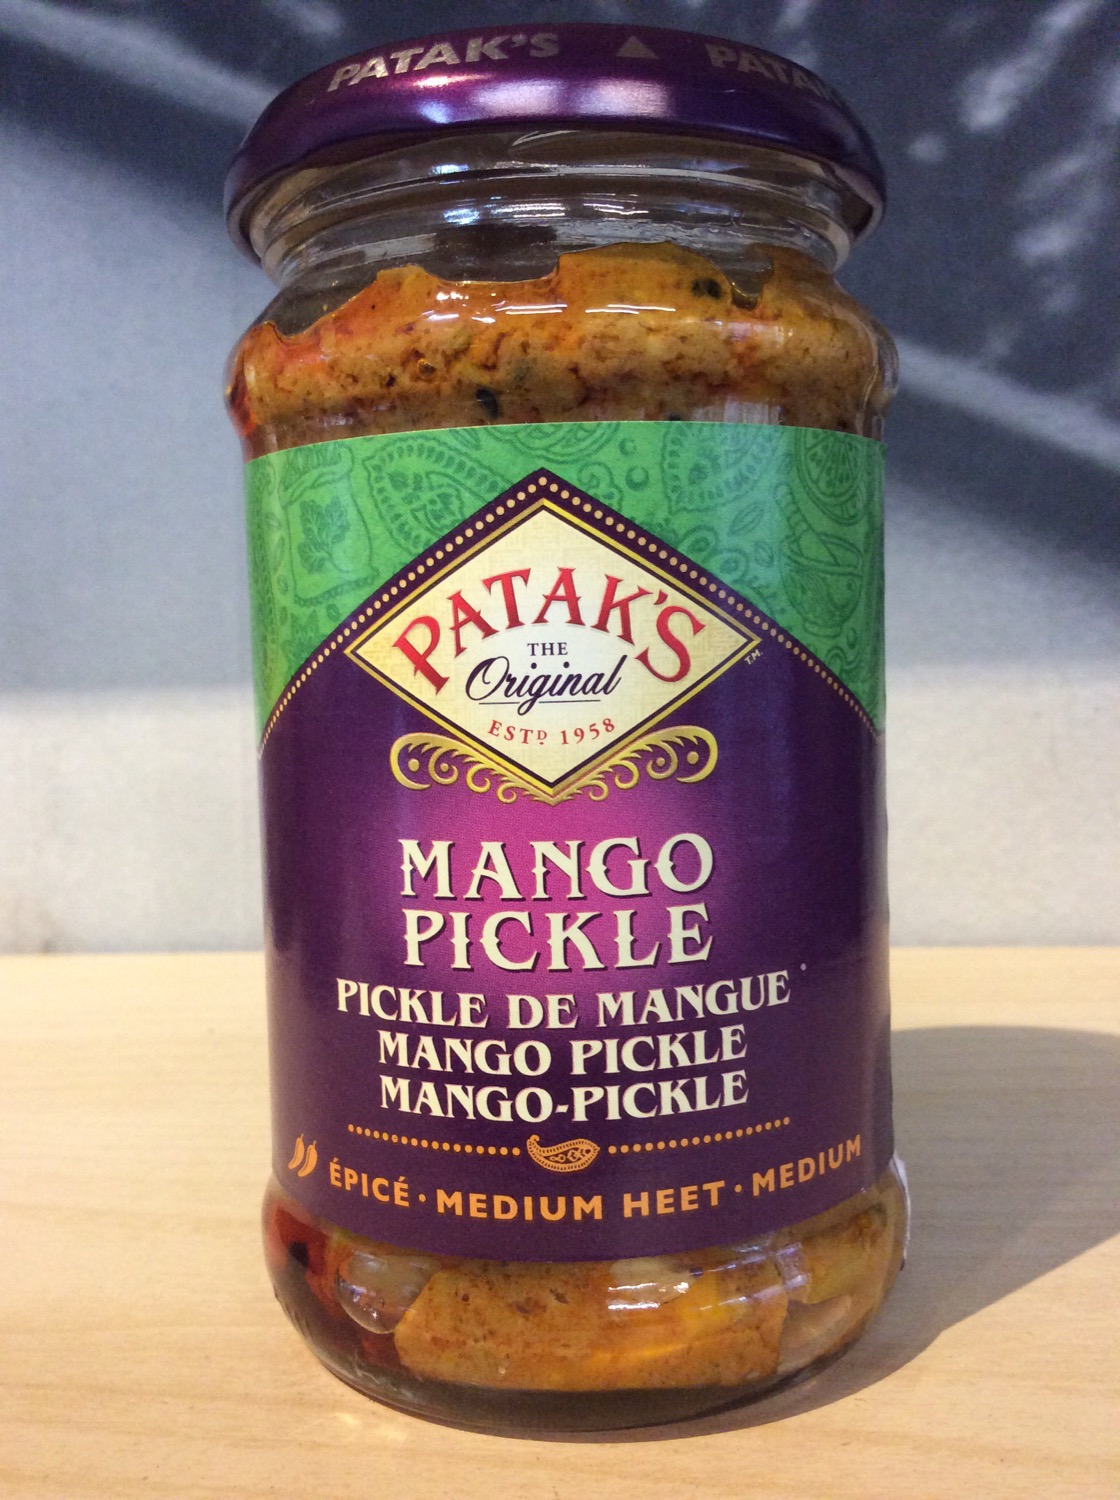 PATAK'S ▲ PATAK'S
PATAK'S
THE
Original
ESTD 1958
T.M.
MANGO
PICKLE
PICKLE DE MANGUE
MANGO PICKLE
MANGO-PICKLE
ÉPICÉ · MEDIUM HEET · MEDIUM